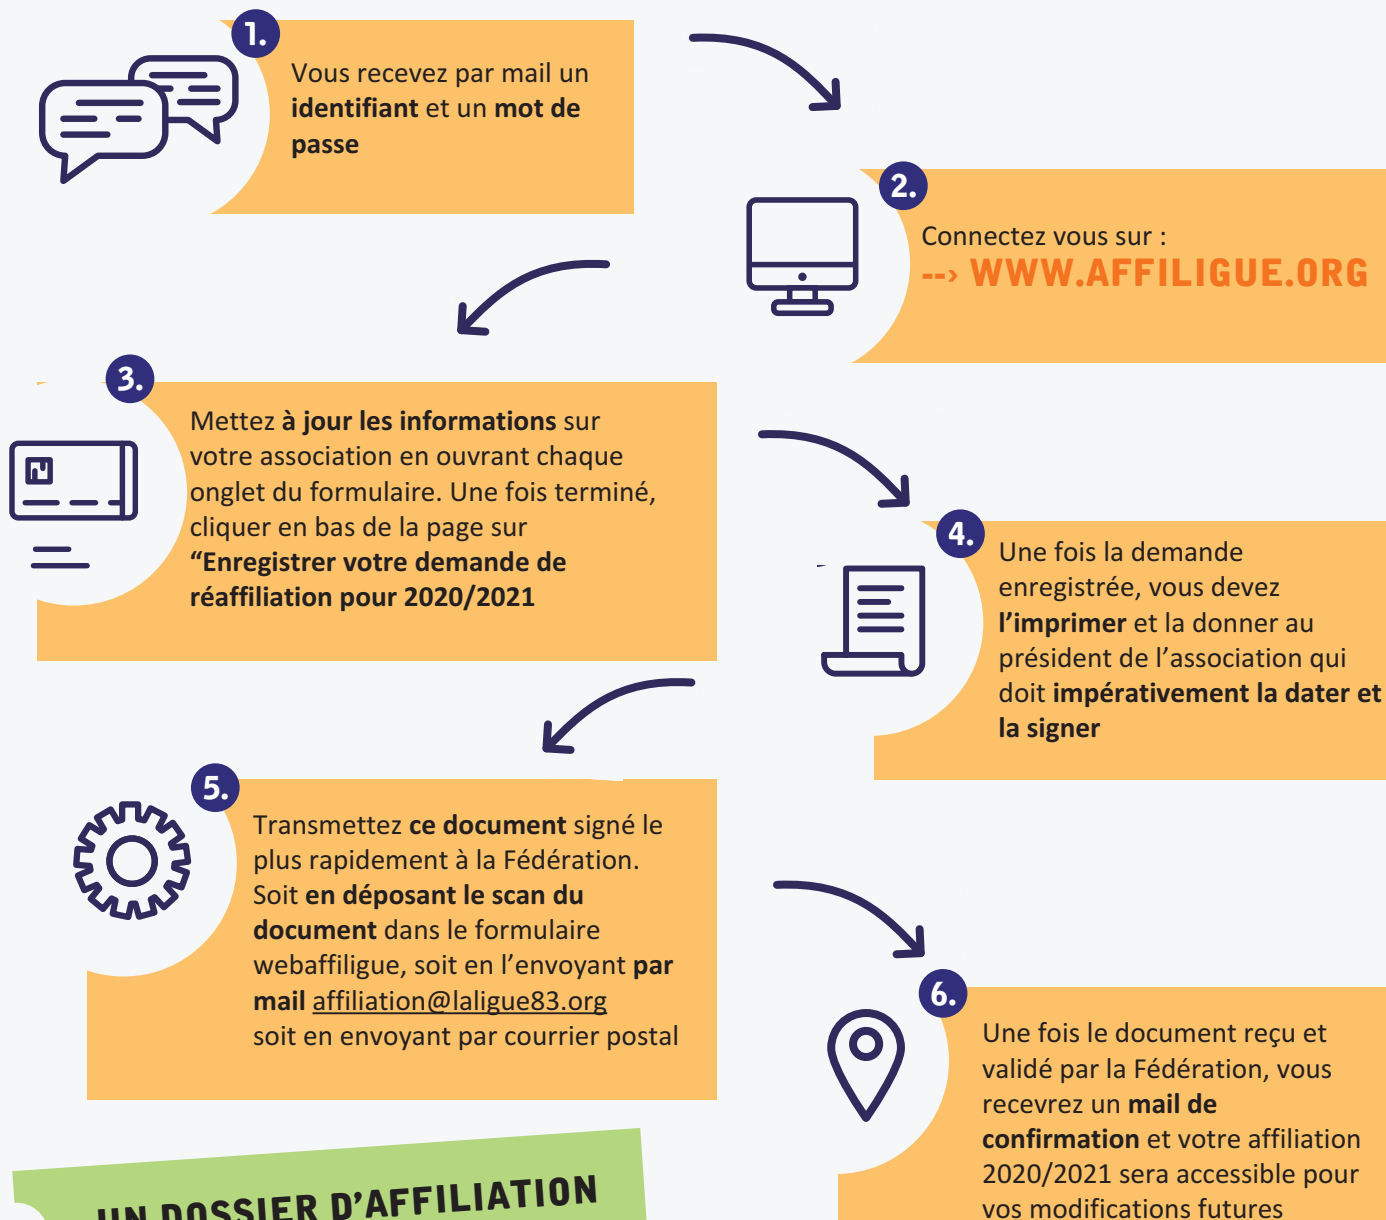 1.
Vous recevez par mail un
identifiant et un mot de
passe
2.
Connectez vous sur :
--› WWW.AFFILIGUE.ORG
3.
Mettez à jour les informations sur
votre association en ouvrant chaque
onglet du formulaire. Une fois terminé,
cliquer en bas de la page sur
“Enregistrer votre demande de
réaffiliation pour 2020/2021
4.
Une fois la demande
enregistrée, vous devez
l’imprimer et la donner au
président de l’association qui
doit impérativement la dater et
la signer
5.
Transmettez ce document signé le
plus rapidement à la Fédération.
Soit en déposant le scan du
document dans le formulaire
webaffiligue, soit en l’envoyant par
mail affiliation@laligue83.org
soit en envoyant par courrier postal
6.
Une fois le document reçu et
validé par la Fédération, vous
recevrez un mail de
confirmation et votre affiliation
2020/2021 sera accessible pour
vos modifications futures
UN DOSSIER D’AFFILIATION